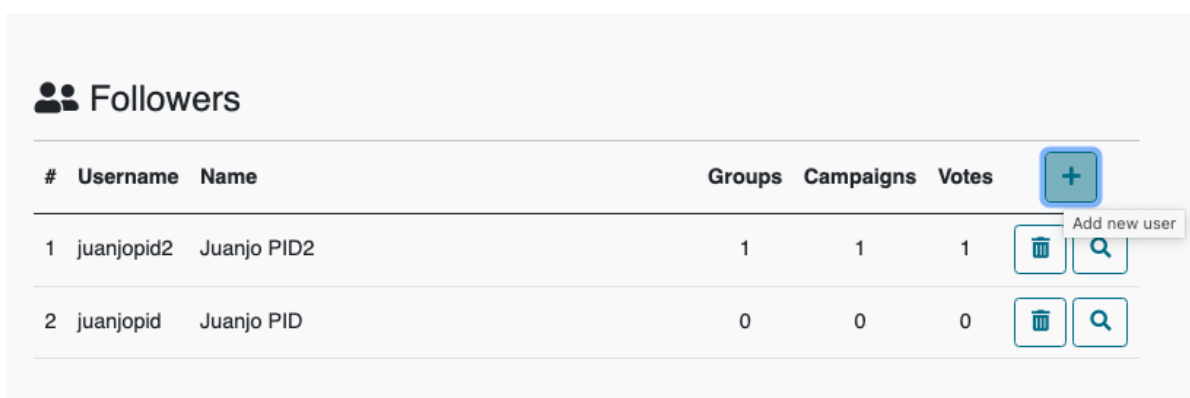 Followers
# Username Name Groups Campaigns Votes +
Add new user
1 juanjopid2 Juanjo PID2 1 1 1
2 juanjopid Juanjo PID 0 0 0